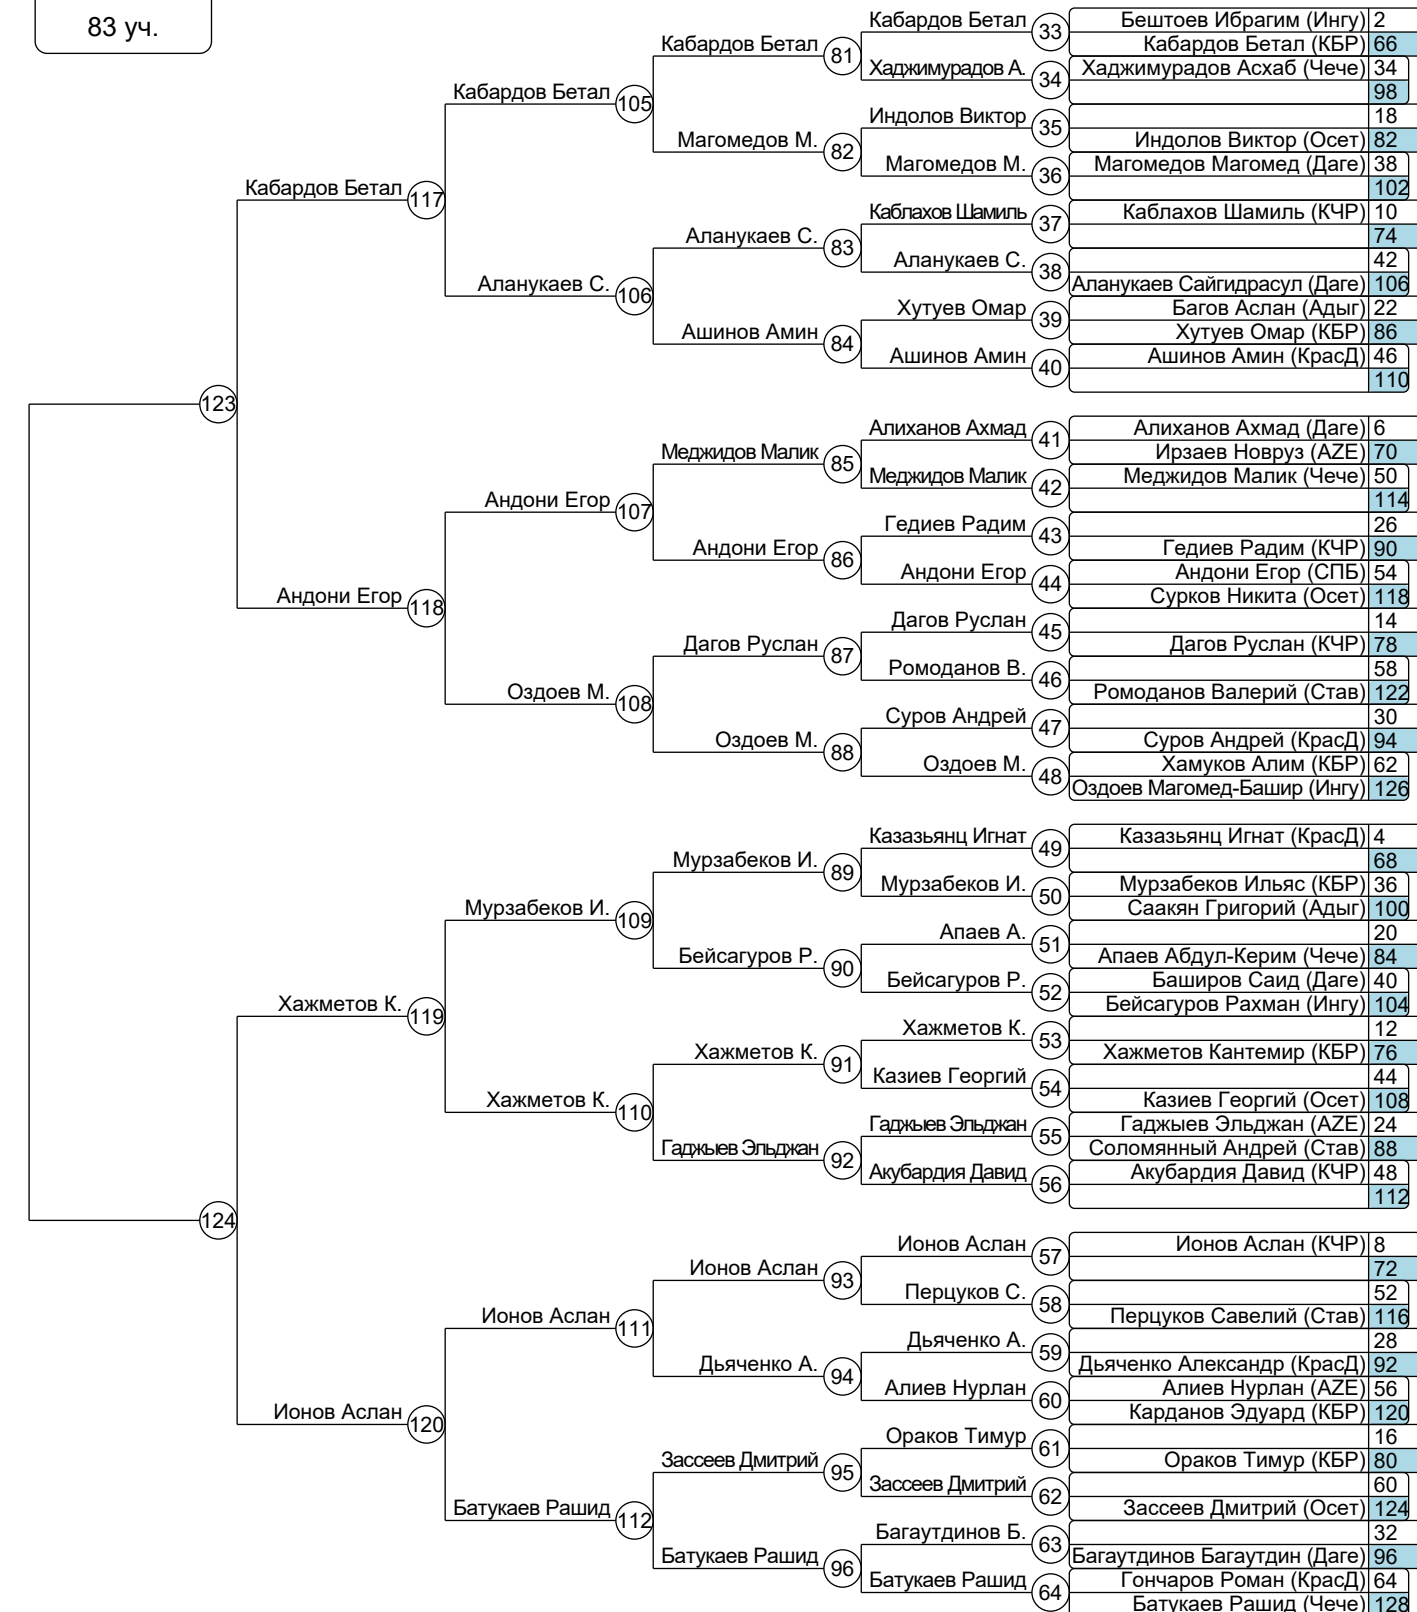 83 уч.
Кабардов Бетал 33 Бештоев Ибрагим (Ингу) 2
Кабардов Бетал 81 Кабардов Бетал (КБР) 66
Хаджимурадов А. 34 Хаджимурадов Асхаб (Чече) 34
Кабардов Бетал 105 98
Индолов Виктор 35 18
Магомедов М. 82 Индолов Виктор (Осет) 82
Магомедов М. 36 Магомедов Магомед (Даге) 38
Кабардов Бетал 117 102
Каблахов Шамиль 37 Каблахов Шамиль (КЧР) 10
Алануkaев С. 83 74
Аланукаев С. 38 42
Аланукаев С. 106 Аланукаев Сайгидрасул (Даге) 106
Хутуев Омар 39 Багов Аслан (Адыг) 22
Ашинов Амин 84 Хутуев Омар (КБР) 86
Ашинов Амин 40 Ашинов Амин (КрасД) 46
110
123
Алиханов Ахмад 41 Алиханов Ахмад (Даге) 6
Меджидов Малик 85 Ирзаев Новруз (AZE) 70
Меджидов Малик 42 Меджидов Малик (Чече) 50
Андони Егор 107 114
Гедиев Радим 43 26
Андони Егор 86 Гедиев Радим (КЧР) 90
Андони Егор 44 Андони Егор (СПБ) 54
Андони Егор 118 Сурков Никита (Осет) 118
Дагов Руслан 45 14
Дагов Руслан 87 Дагов Руслан (КЧР) 78
Ромоданов В. 46 58
Оздоев М. 108 Ромоданов Валерий (Став) 122
Суров Андрей 47 30
Оздоев М. 88 Суров Андрей (КрасД) 94
Оздоев М. 48 Хамуков Алим (КБР) 62
Оздоев Магомед-Башир (Ингу) 126
Казазьянц Игнат 49 Казазьянц Игнат (КрасД) 4
Мурзабеков И. 89 68
Мурзабеков И. 50 Мурзабеков Ильяс (КБР) 36
Мурзабеков И. 109 Саакян Григорий (Адыг) 100
Апаев А. 51 20
Бейсагуров Р. 90 Апаев Абдул-Керим (Чече) 84
Бейсагуров Р. 52 Баширов Саид (Даге) 40
Хажметов К. 119 Бейсагуров Рахман (Ингу) 104
Хажметов К. 53 12
Хажметов К. 91 Хажметов Кантемир (КБР) 76
Казиев Георгий 54 44
Хажметов К. 110 Казиев Георгий (Осет) 108
Гаджыев Эльджан 55 Гаджыев Эльджан (AZE) 24
Гаджыев Эльджан 92 Соломянный Андрей (Став) 88
Акубардия Давид 56 Акубардия Давид (КЧР) 48
112
124
Ионов Аслан 57 Ионов Аслан (КЧР) 8
Ионов Аслан 93 72
Перцуков С. 58 52
Ионов Аслан 111 Перцуков Савелий (Став) 116
Дьяченко А. 59 28
Дьяченко А. 94 Дьяченко Александр (КрасД) 92
Алиев Нурлан 60 Алиев Нурлан (AZE) 56
Ионов Аслан 120 Карданов Эдуард (КБР) 120
Ораков Тимур 61 16
Зассеев Дмитрий 95 Ораков Тимур (КБР) 80
Зассеев Дмитрий 62 60
Батукаев Рашид 112 Зассеев Дмитрий (Осет) 124
Багаутдинов Б. 63 32
Батукаев Рашид 96 Багаутдинов Багаутдин (Даге) 96
Батукаев Рашид 64 Гончаров Роман (КрасД) 64
Батукаев Рашид (Чече) 128